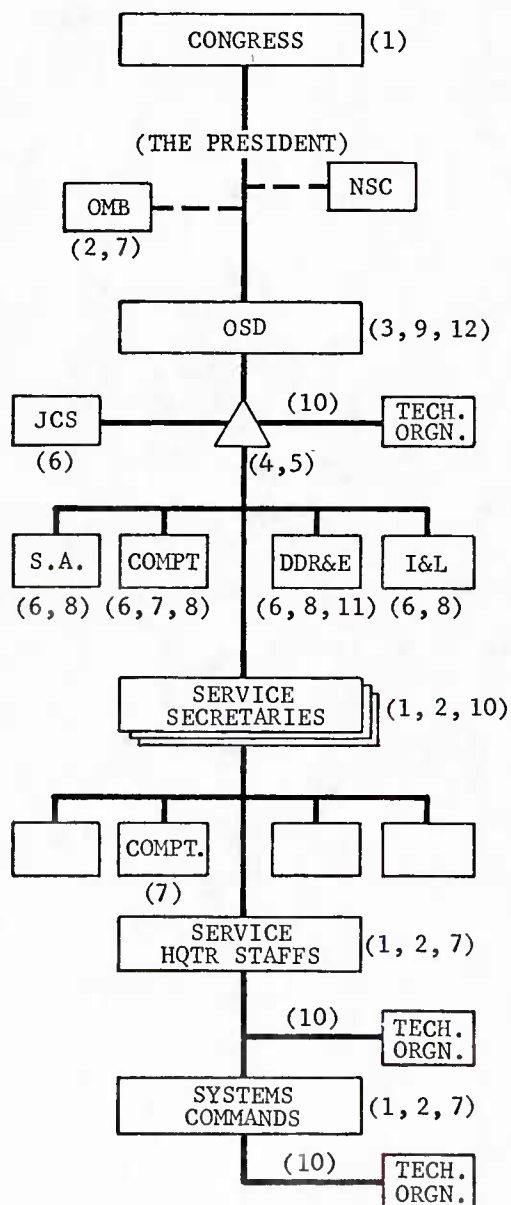 CONGRESS (1)
(THE PRESIDENT)
NSC
OMB
(2,7)
OSD (3,9,12)
JCS
(6)
(10)
TECH.
ORGN.
(4,5)
S.A.
(6,8)
COMPT
(6,7,8)
DDR&E
(6,8,11)
I&L
(6,8)
SERVICE
SECRETARIES
(1,2,10)
COMPT.
(7)
SERVICE
HQTR STAFFS
(1,2,7)
(10)
TECH.
ORGN.
SYSTEMS
COMMANDS
(1,2,7)
(10)
TECH.
ORGN.